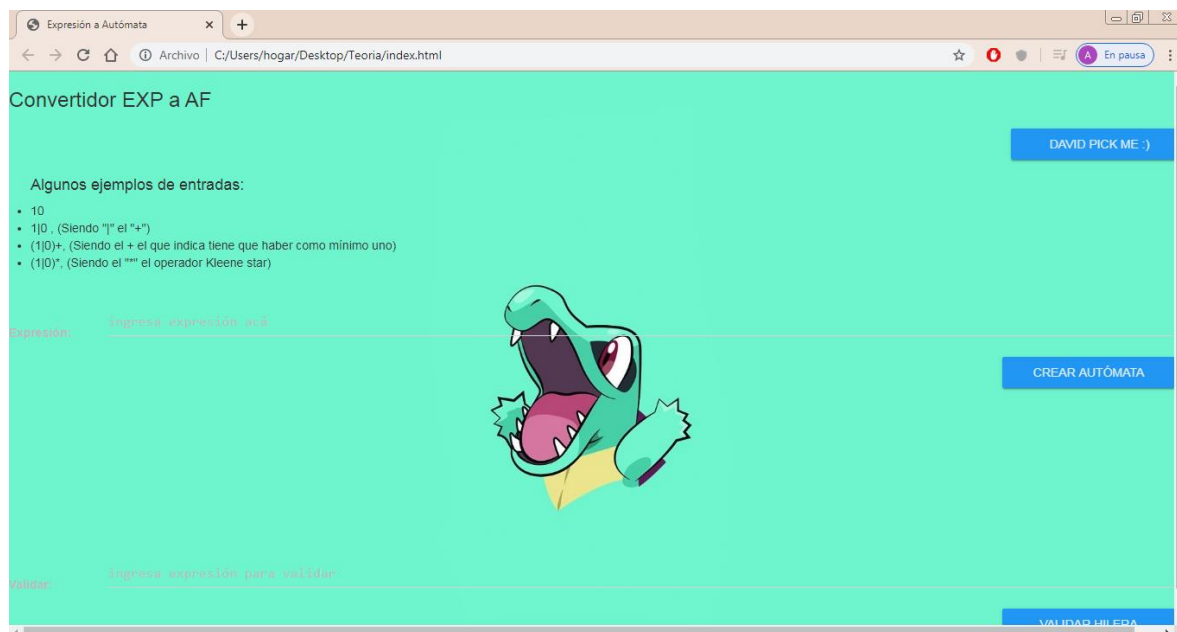 Expresión a Autómata
Archivo | C:/Users/hogar/Desktop/Teoria/index.html
A En pausa
Convertidor EXP a AF
DAVID PICK ME :)
Algunos ejemplos de entradas:
• 10
• 1|0 , (Siendo "|" el "+")
• (1|0)+, (Siendo el + el que indica tiene que haber como mínimo uno)
• (1|0)*, (Siendo el "*" el operador Kleene star)
Expresión: ingresa expresión acá
CREAR AUTÓMATA
Validar: ingresa expresión para validar
VALIDAR HILERA